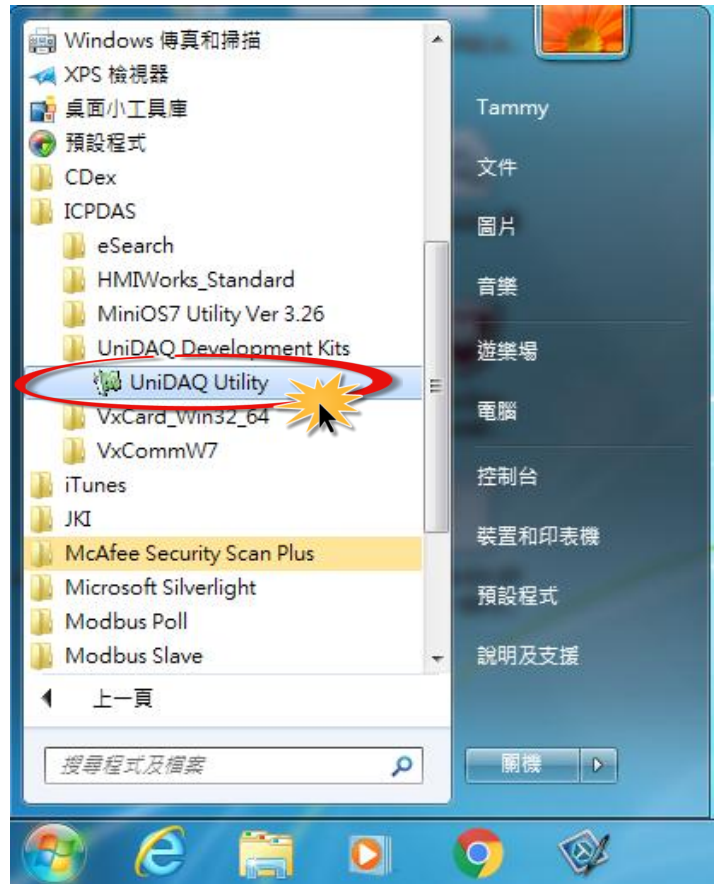 Windows 傳真和掃描
XPS 檢視器
桌面小工具庫
預設程式
CDex
ICPDAS
eSearch
HMIWorks_Standard
MiniOS7 Utility Ver 3.26
UniDAQ Development Kits
UniDAQ Utility
VxCard_Win32_64
VxCommW7
iTunes
JKI
McAfee Security Scan Plus
Microsoft Silverlight
Modbus Poll
Modbus Slave
上一頁
搜尋程式及檔案
Tammy
文件
圖片
音樂
遊樂場
電腦
控制台
裝置和印表機
預設程式
說明及支援
關機